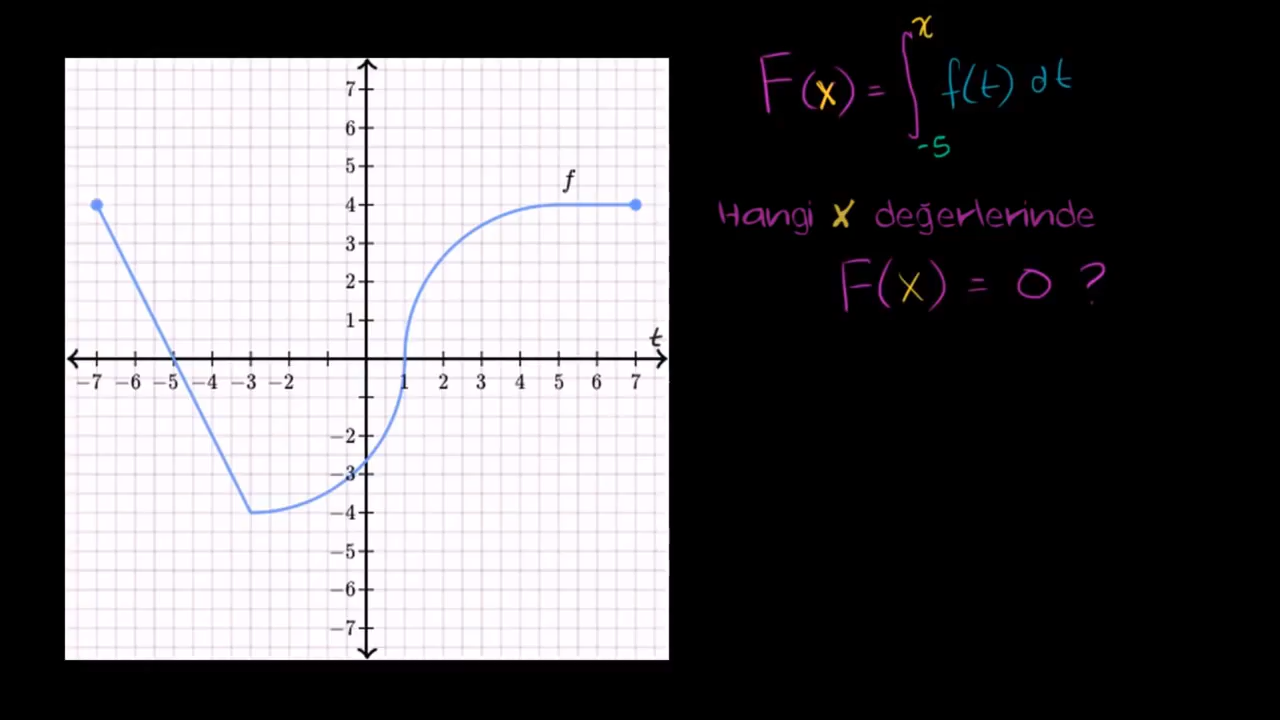 F(x) = ∫₋₅ˣ f(t) dt
Hangi x değerlerinde
F(x) = 0 ?
7
6
5
f
4
3
2
1
t
−7 −6 −5 −4 −3 −2 1 2 3 4 5 6 7
−2
−3
−4
−5
−6
−7